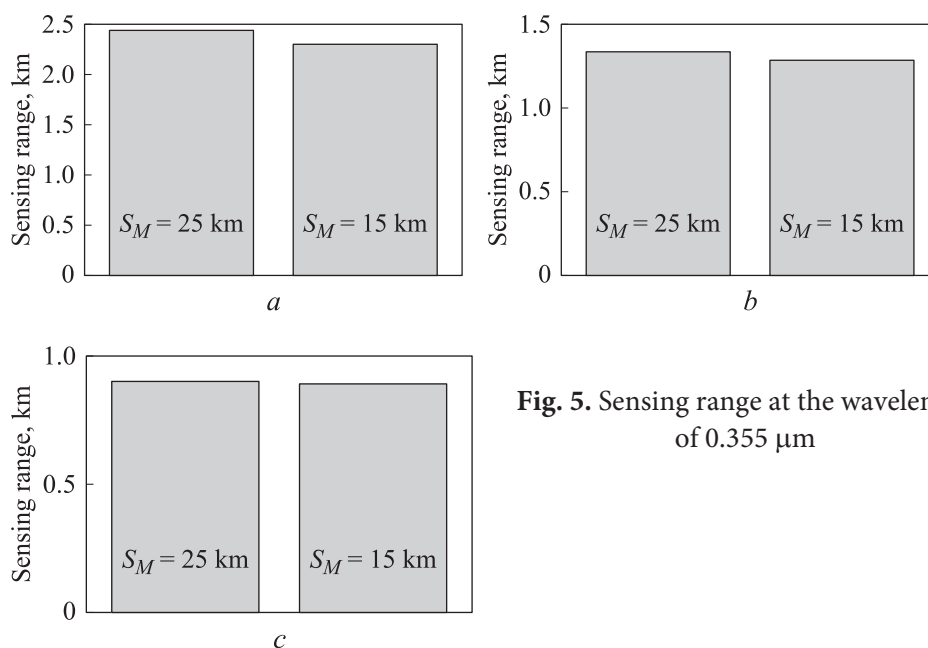 Sensing range, km
2.5
2.0
1.5
1.0
0.5
0
S_M = 25 km
S_M = 15 km
a
Sensing range, km
1.5
1.0
0.5
0
S_M = 25 km
S_M = 15 km
b
Sensing range, km
1.0
0.5
0
S_M = 25 km
S_M = 15 km
c
Fig. 5. Sensing range at the wavelen
of 0.355 μm